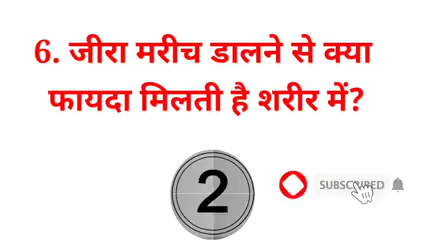 6. जीरा मरीच डालने से क्या
फायदा मिलती है शरीर में?
2
SUBSCRIBED